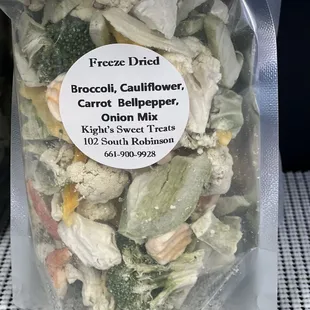 Freeze Dried
Broccoli, Cauliflower,
Carrot Bellpepper,
Onion Mix
Kight's Sweet Treats
102 South Robinson
661-900-9928